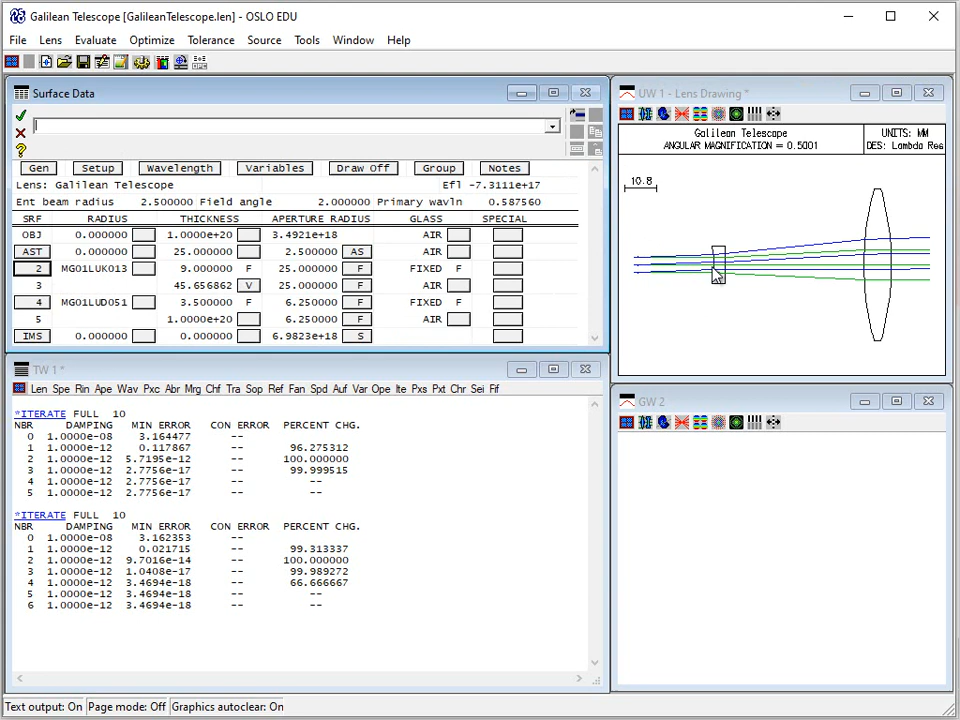 Galilean Telescope [GalileanTelescope.len] - OSLO EDU
File Lens Evaluate Optimize Tolerance Source Tools Window Help
Surface Data
Gen Setup Wavelength Variables Draw Off Group Notes
Lens: Galilean Telescope Efl -7.3111e+17
Ent beam radius 2.500000 Field angle 2.000000 Primary wavln 0.587560
SRF RADIUS THICKNESS APERTURE RADIUS GLASS SPECIAL
OBJ 0.000000 1.0000e+20 3.4921e+18 AIR
AST 0.000000 25.000000 2.500000 AS AIR
2 MG01LUK013 9.000000 F 25.000000 F FIXED F
3 45.656862 V 25.000000 F AIR
4 MG01LUD051 3.500000 F 6.250000 F FIXED F
5 1.0000e+20 6.250000 F AIR
IMS 0.000000 0.000000 6.9823e+18 S
UW 1 - Lens Drawing *
Galilean Telescope
ANGULAR MAGNIFICATION = 0.5001
UNITS: MM
DES: Lambda Res
10.8
TW 1 *
Len Spe Rin Ape Wav Pxc Abr Mrg Chf Tra Sop Ref Fan Spd Auf Var Ope Ite Pxs Pxt Chr Sei Fif
*ITERATE FULL 10
NBR DAMPING MIN ERROR CON ERROR PERCENT CHG.
0 1.0000e-08 3.164477 --
1 1.0000e-12 0.117867 -- 96.275312
2 1.0000e-12 5.7195e-12 -- 100.000000
3 1.0000e-12 2.7756e-17 -- 99.999515
4 1.0000e-12 2.7756e-17 -- --
5 1.0000e-12 2.7756e-17 -- --
*ITERATE FULL 10
NBR DAMPING MIN ERROR CON ERROR PERCENT CHG.
0 1.0000e-08 3.162353 --
1 1.0000e-12 0.021715 -- 99.313337
2 1.0000e-12 9.7016e-14 -- 100.000000
3 1.0000e-12 1.0408e-17 -- 99.989272
4 1.0000e-12 3.4694e-18 -- 66.666667
5 1.0000e-12 3.4694e-18 -- --
6 1.0000e-12 3.4694e-18 -- --
GW 2
Text output: On Page mode: Off Graphics autoclear: On